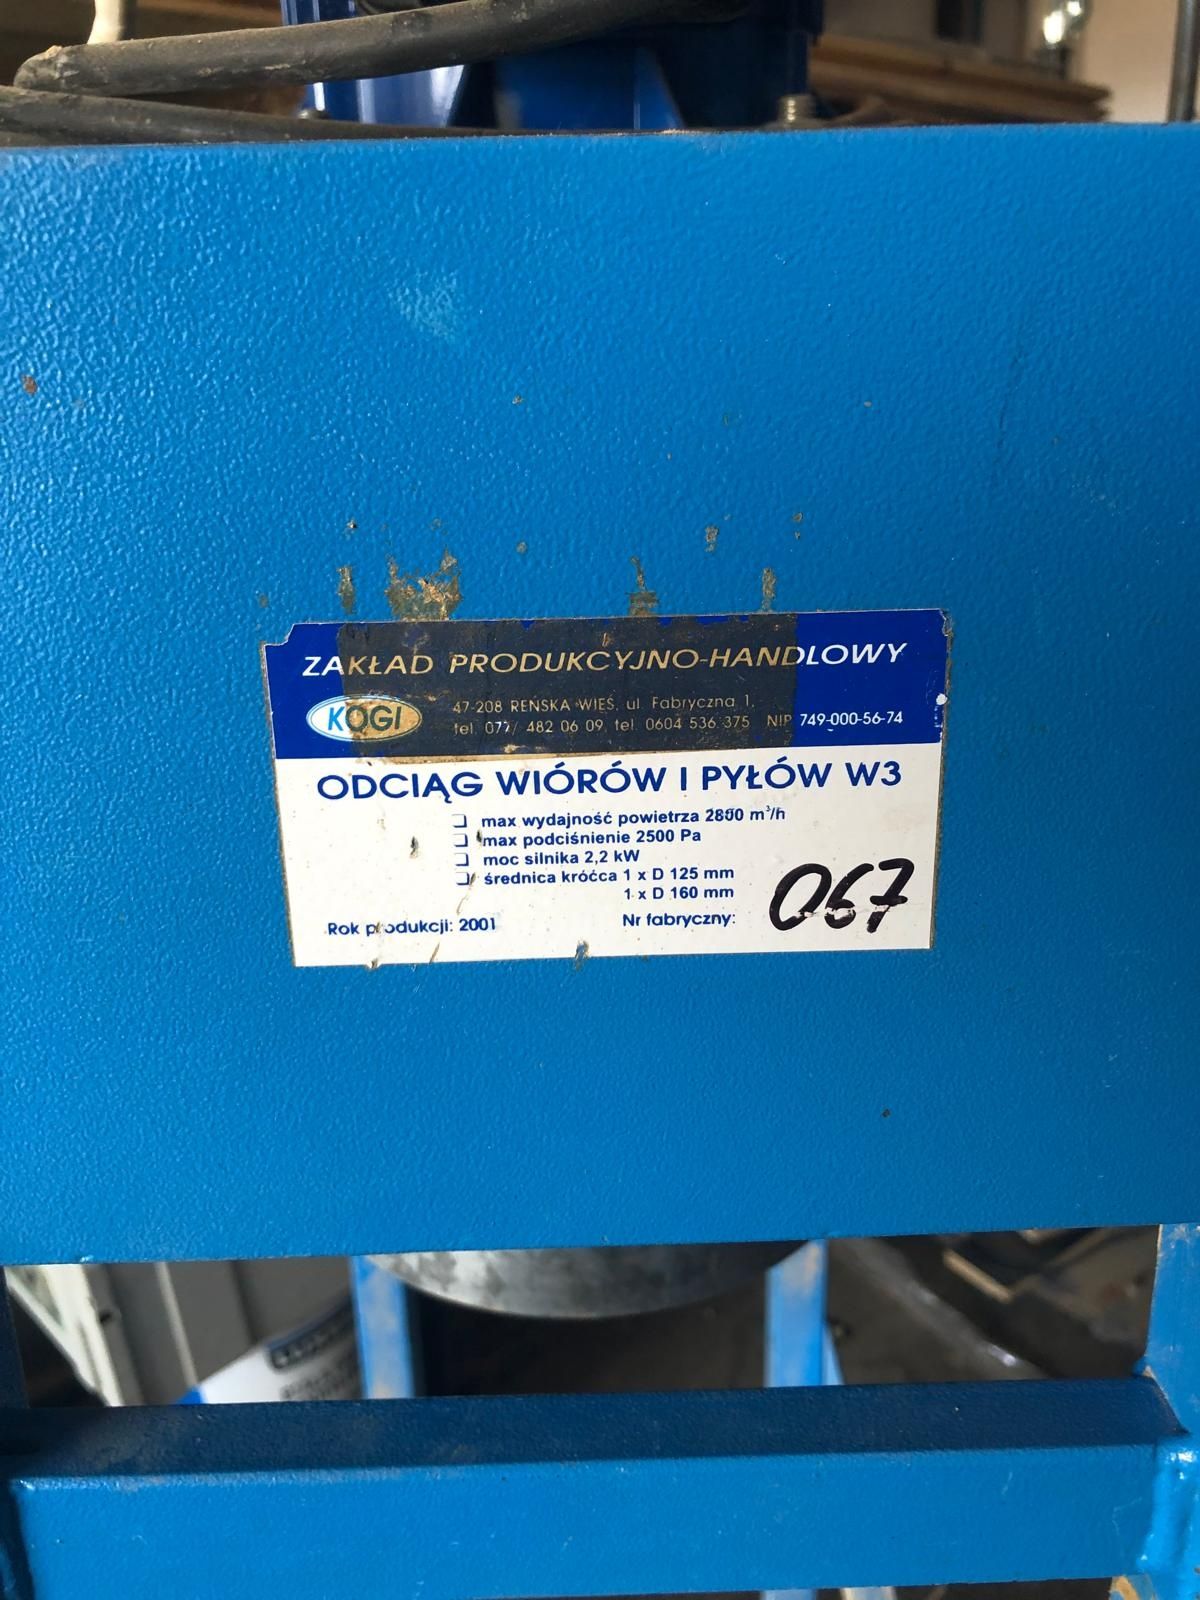 ZAKŁAD PRODUKCYJNO-HANDLOWY
KOGI
47-208 REŃSKA WIEŚ, ul. Fabryczna 1,
tel. 077/ 482 06 09, tel. 0604 536 375 NIP 749-000-56-74
ODCIĄG WIÓRÓW I PYŁÓW W3
max wydajność powietrza 2800 m³/h
max podciśnienie 2500 Pa
moc silnika 2,2 kW
średnica króćca 1 x D 125 mm
1 x D 160 mm
Rok produkcji: 2001 Nr fabryczny: 067